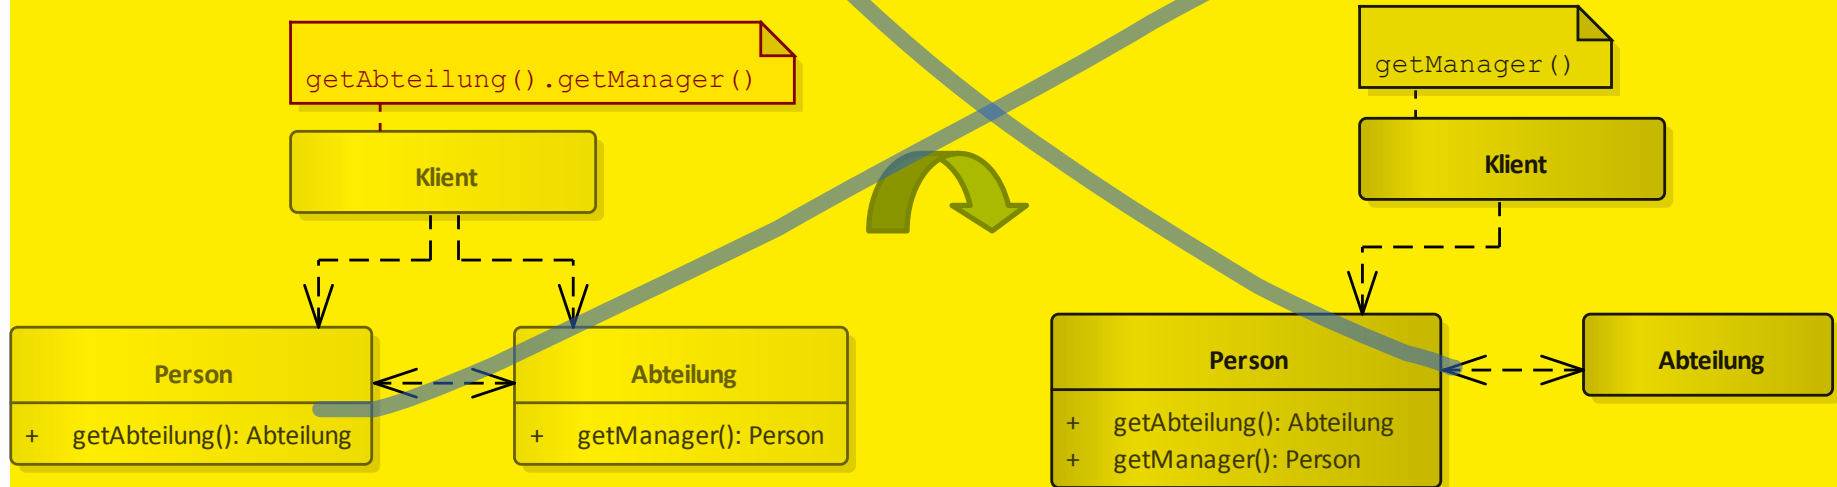 getAbteilung().getManager()
Klient
Person
+ getAbteilung(): Abteilung
Abteilung
+ getManager(): Person
getManager()
Klient
Person
+ getAbteilung(): Abteilung
+ getManager(): Person
Abteilung